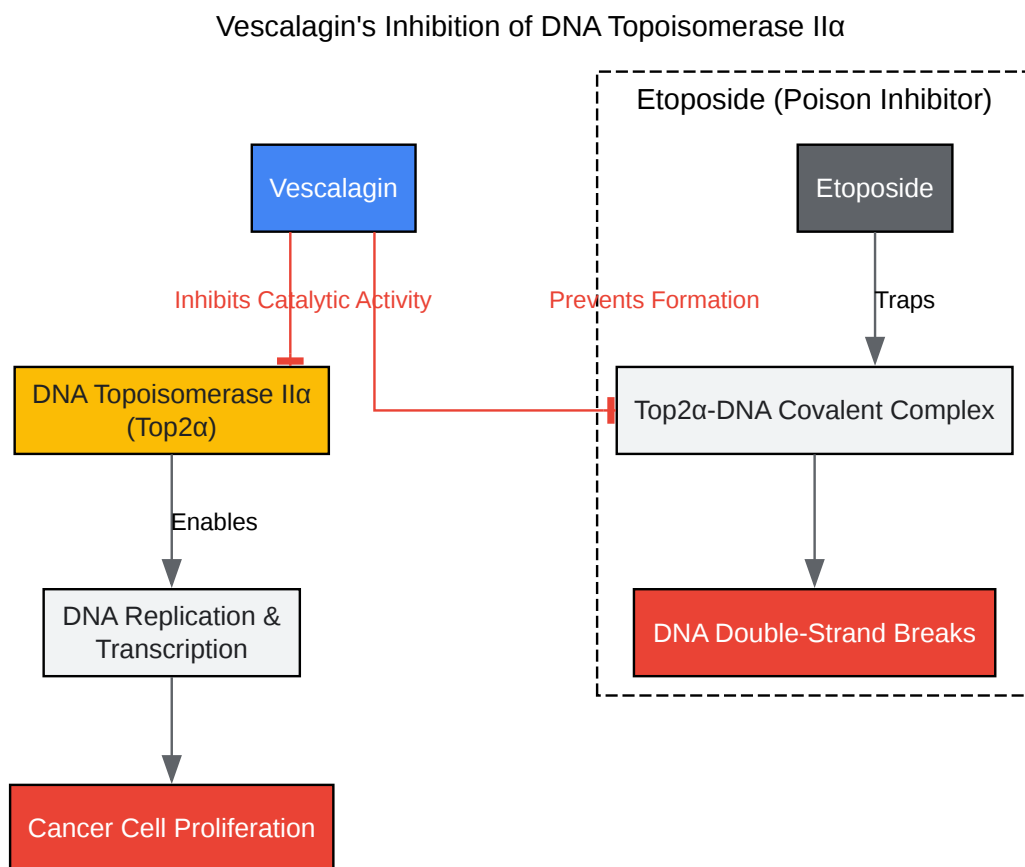 Vescalagin's Inhibition of DNA Topoisomerase IIα
Etoposide (Poison Inhibitor)
Vescalagin
Etoposide
Inhibits Catalytic Activity
Prevents Formation
Traps
DNA Topoisomerase IIα
(Top2α)
Top2α-DNA Covalent Complex
Enables
DNA Replication &
Transcription
DNA Double-Strand Breaks
Cancer Cell Proliferation